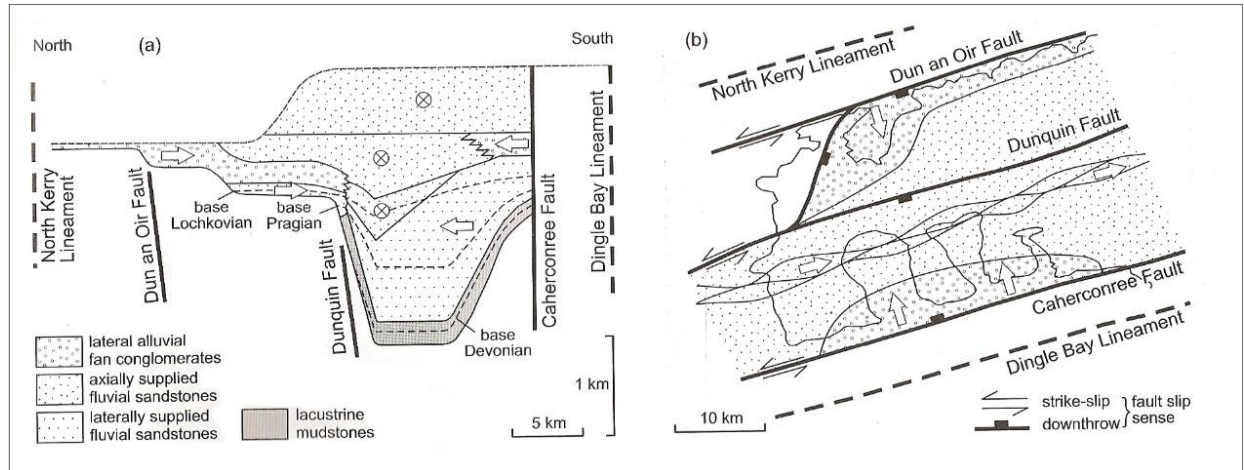 North
(a)
South
North Kerry
Lineament
Dun an Oir Fault
base
Lochkovian
base
Pragian
Dunquin Fault
base
Devonian
Caherconree Fault
Dingle Bay Lineament
lateral alluvial
fan conglomerates
axially supplied
fluvial sandstones
laterally supplied
fluvial sandstones
lacustrine
mudstones
1 km
5 km
(b)
North Kerry Lineament
Dun an Oir Fault
Dunquin Fault
Caherconree Fault
Dingle Bay Lineament
10 km
strike-slip
downthrow
fault slip
sense